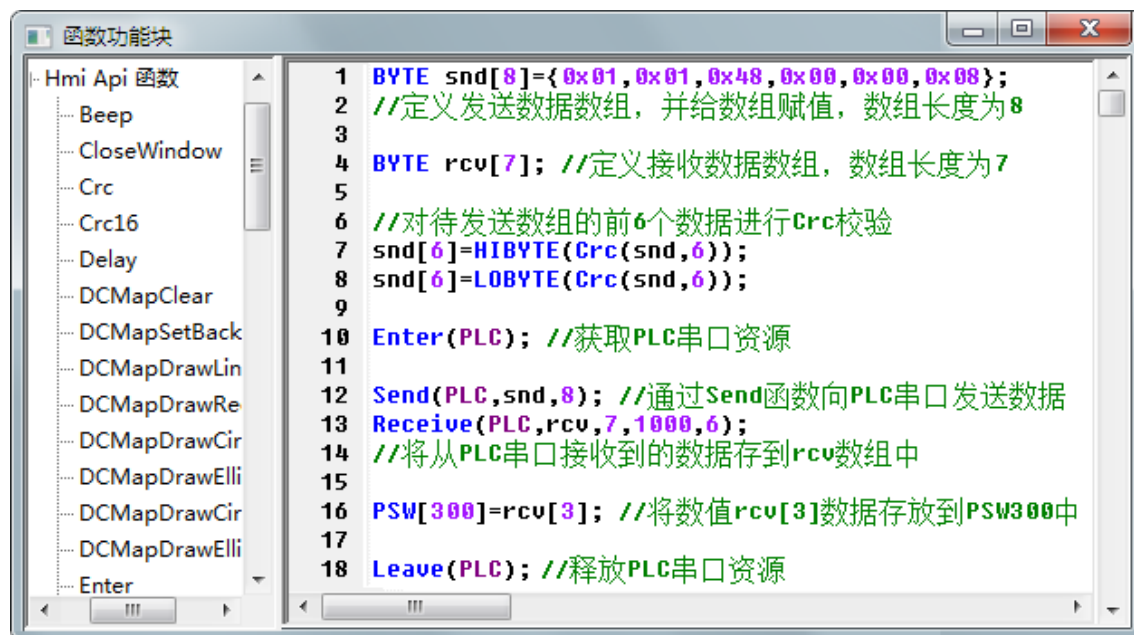 函数功能块
Hmi Api 函数
Beep
CloseWindow
Crc
Crc16
Delay
DCMapClear
DCMapSetBack
DCMapDrawLin
DCMapDrawRe
DCMapDrawCir
DCMapDrawElli
DCMapDrawCir
DCMapDrawElli
Enter
1 BYTE snd[8]={0x01,0x01,0x48,0x00,0x00,0x08};
2 //定义发送数据数组，并给数组赋值，数组长度为8
3
4 BYTE rcv[7]; //定义接收数据数组，数组长度为7
5
6 //对待发送数组的前6个数据进行Crc校验
7 snd[6]=HIBYTE(Crc(snd,6));
8 snd[6]=LOBYTE(Crc(snd,6));
9
10 Enter(PLC); //获取PLC串口资源
11
12 Send(PLC,snd,8); //通过Send函数向PLC串口发送数据
13 Receive(PLC,rcv,7,1000,6);
14 //将从PLC串口接收到的数据存到rcv数组中
15
16 PSW[300]=rcv[3]; //将数值rcv[3]数据存放到PSW300中
17
18 Leave(PLC); //释放PLC串口资源